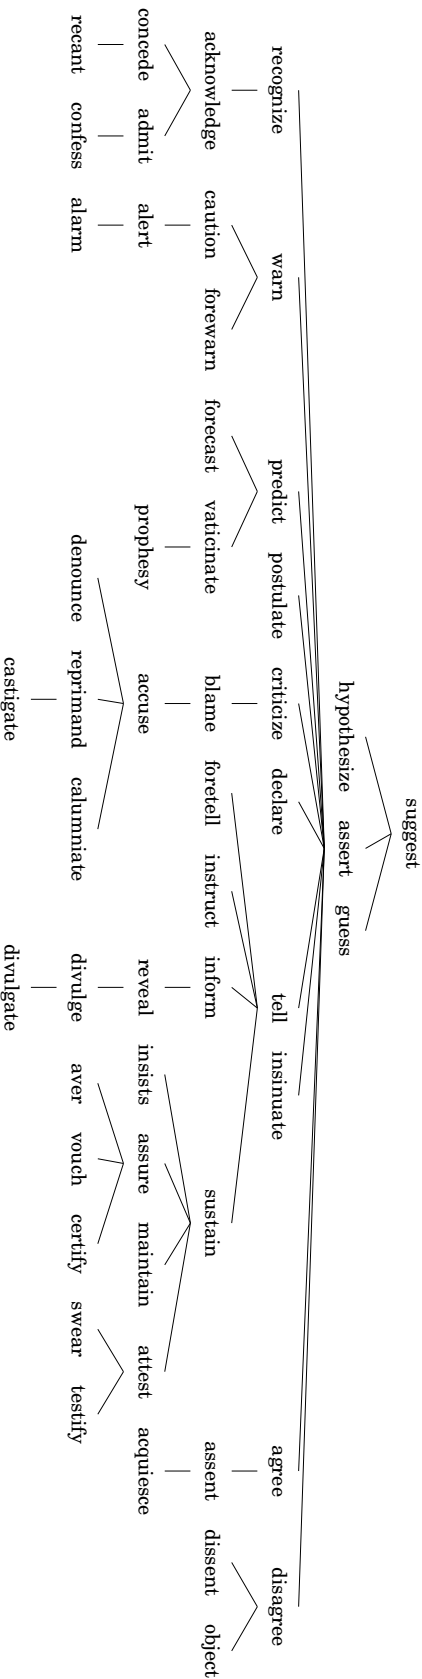 suggest
hypothesize assert guess
recognize warn predict postulate criticize declare tell insinuate agree disagree
acknowledge caution forewarn forecast vaticinate blame foretell instruct inform sustain assent dissent object
concede admit alert prophesy accuse reveal insists assure maintain attest acquiesce
recant confess alarm denounce reprimand calumniate divulge aver vouch certify swear testify
castigate divulgate